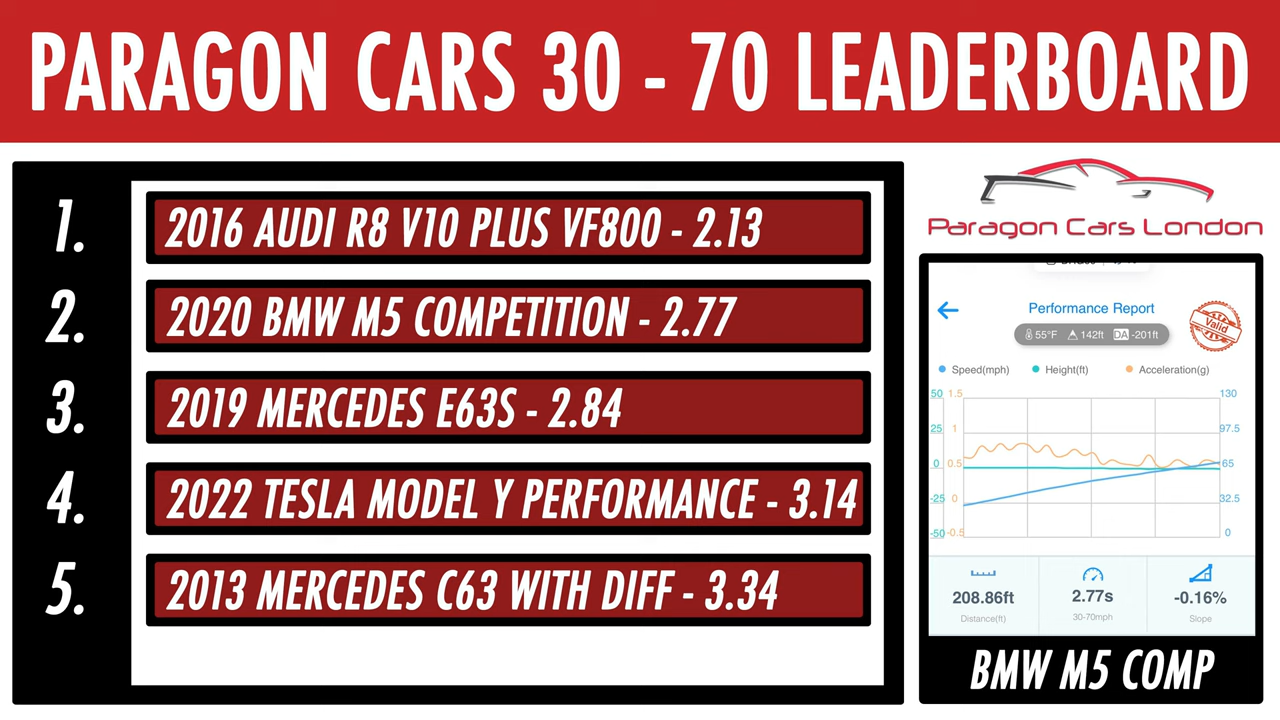 PARAGON CARS 30 - 70 LEADERBOARD
1. 2016 AUDI R8 V10 PLUS VF800 - 2.13
2. 2020 BMW M5 COMPETITION - 2.77
3. 2019 MERCEDES E63S - 2.84
4. 2022 TESLA MODEL Y PERFORMANCE - 3.14
5. 2013 MERCEDES C63 WITH DIFF - 3.34
Paragon Cars London
Performance Report
Valid
55°F 142ft DA -201ft
Speed(mph) Height(ft) Acceleration(g)
50 1.5 130
25 1 97.5
0 0.5 65
-25 0 32.5
-50 -0.5 0
208.86ft 2.77s -0.16%
Distance(ft) 30-70mph Slope
BMW M5 COMP